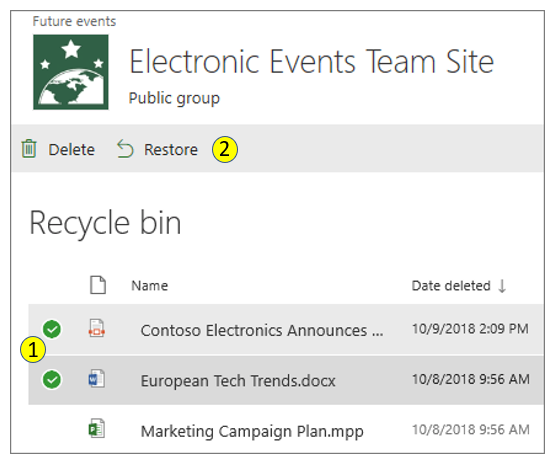 Future events
Electronic Events Team Site
Public group
Delete Restore 2
Recycle bin
Name Date deleted ↓
Contoso Electronics Announces ... 10/9/2018 2:09 PM
1
European Tech Trends.docx 10/8/2018 9:56 AM
Marketing Campaign Plan.mpp 10/8/2018 9:56 AM